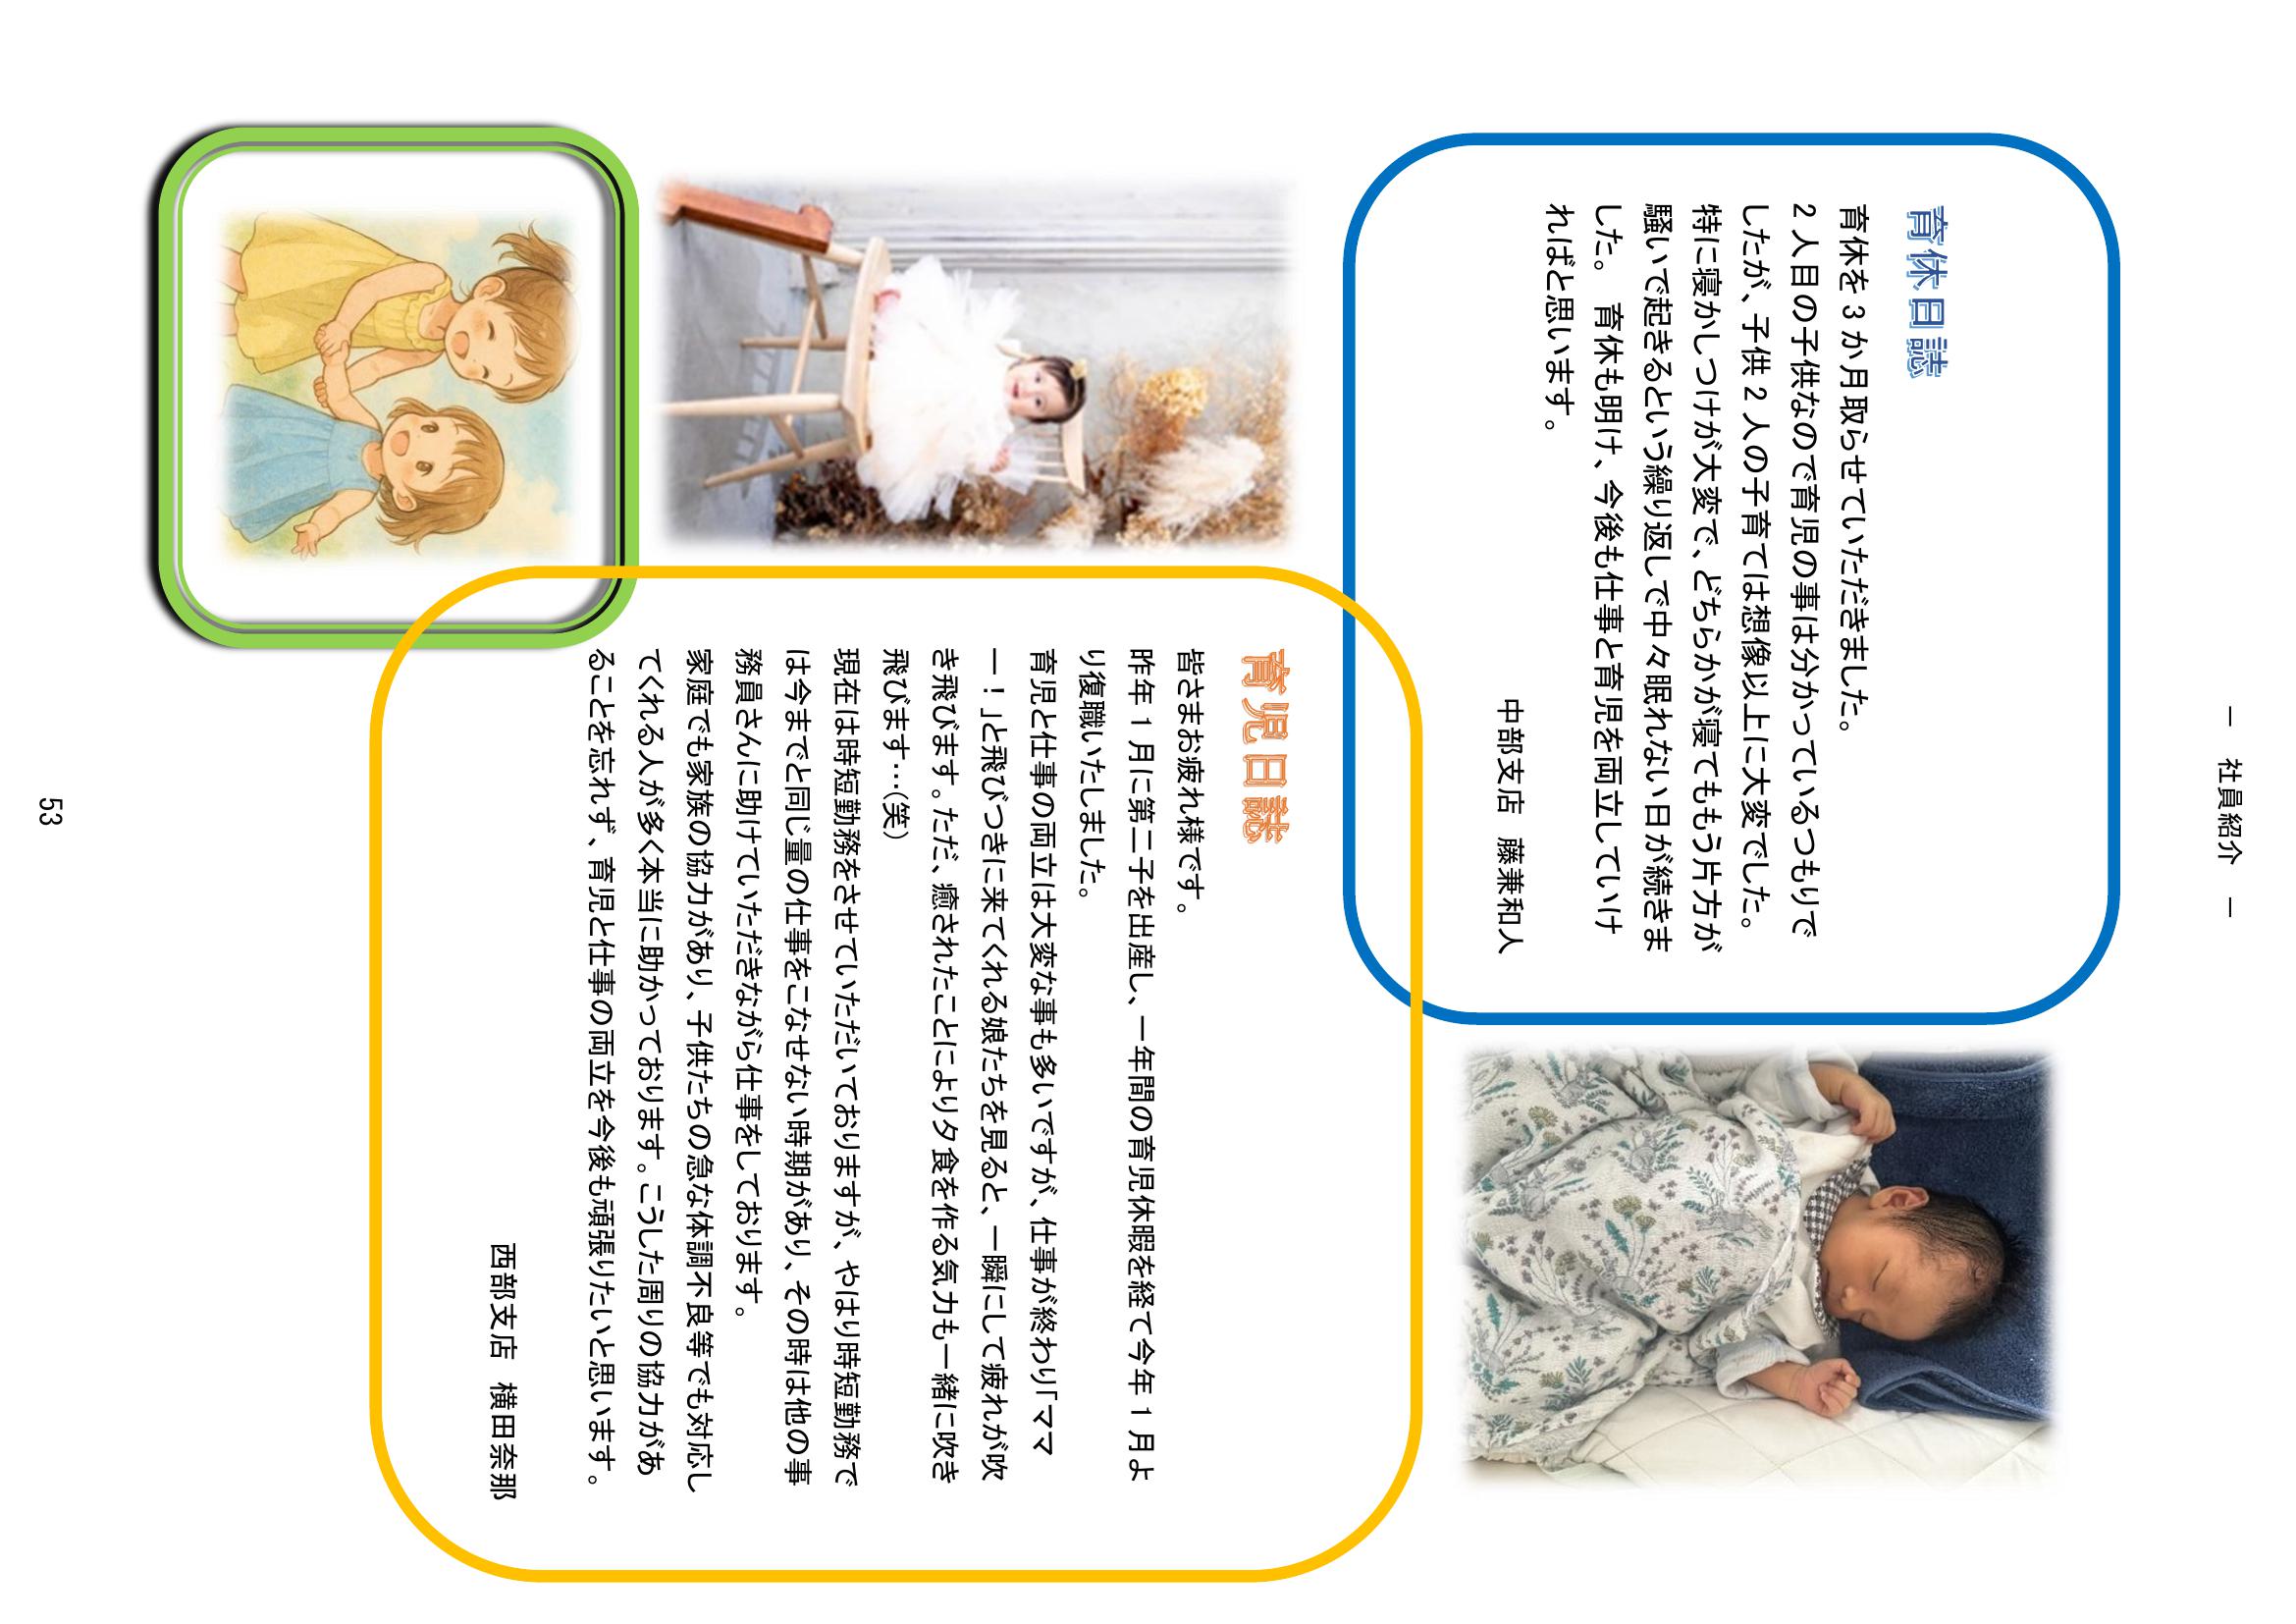 ― 社員紹介 ―
育休日誌
育休を3か月取らせていただきました。
2人目の子供なので育児の事は分かっているつもりで
したが、子供2人の子育ては想像以上に大変でした。
特に寝かしつけが大変で、どちらかが寝てももう片方が
騒いで起きるという繰り返しで中々眠れない日が続きま
した。 育休も明け、今後も仕事と育児を両立していけ
ればと思います。
中部支店 藤兼和人
育児日誌
皆さまお疲れ様です。
昨年1月に第二子を出産し、一年間の育児休暇を経て今年1月よ
り復職いたしました。
育児と仕事の両立は大変な事も多いですが、仕事が終わり「ママ
ー！」と飛びつきに来てくれる娘たちを見ると、一瞬にして疲れが吹
き飛びます。ただ、癒されたことにより夕食を作る気力も一緒に吹き
飛びます…(笑)
現在は時短勤務をさせていただいておりますが、やはり時短勤務で
は今までと同じ量の仕事をこなせない時期があり、その時は他の事
務員さんに助けていただきながら仕事をしております。
家庭でも家族の協力があり、子供たちの急な体調不良等でも対応し
てくれる人が多く本当に助かっております。こうした周りの協力があ
ることを忘れず、育児と仕事の両立を今後も頑張りたいと思います。
西部支店 横田奈那
53